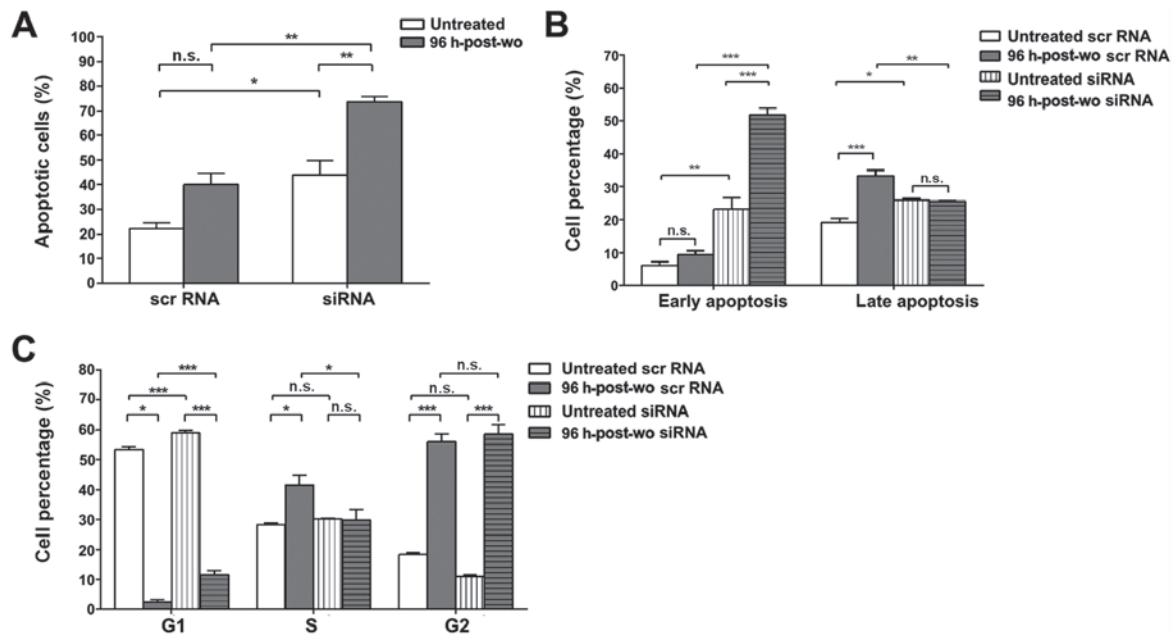 A
Untreated
96 h-post-wo
Apoptotic cells (%)
100
90
80
70
60
50
40
30
20
10
0
n.s.
**
*
**
scr RNA
siRNA
B
Untreated scr RNA
96 h-post-wo scr RNA
Untreated siRNA
96 h-post-wo siRNA
Cell percentage (%)
70
60
50
40
30
20
10
0
***
***
**
n.s.
**
*
***
n.s.
Early apoptosis
Late apoptosis
C
Untreated scr RNA
96 h-post-wo scr RNA
Untreated siRNA
96 h-post-wo siRNA
Cell percentage (%)
80
70
60
50
40
30
20
10
0
***
***
*
***
*
n.s.
*
n.s.
n.s.
n.s.
***
***
G1
S
G2